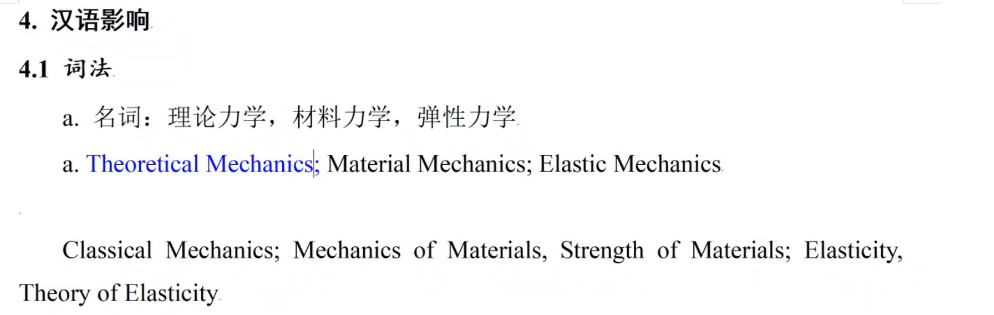 4. 汉语影响
4.1 词法
a. 名词：理论力学，材料力学，弹性力学
a. Theoretical Mechanics; Material Mechanics; Elastic Mechanics
Classical Mechanics; Mechanics of Materials, Strength of Materials; Elasticity,
Theory of Elasticity